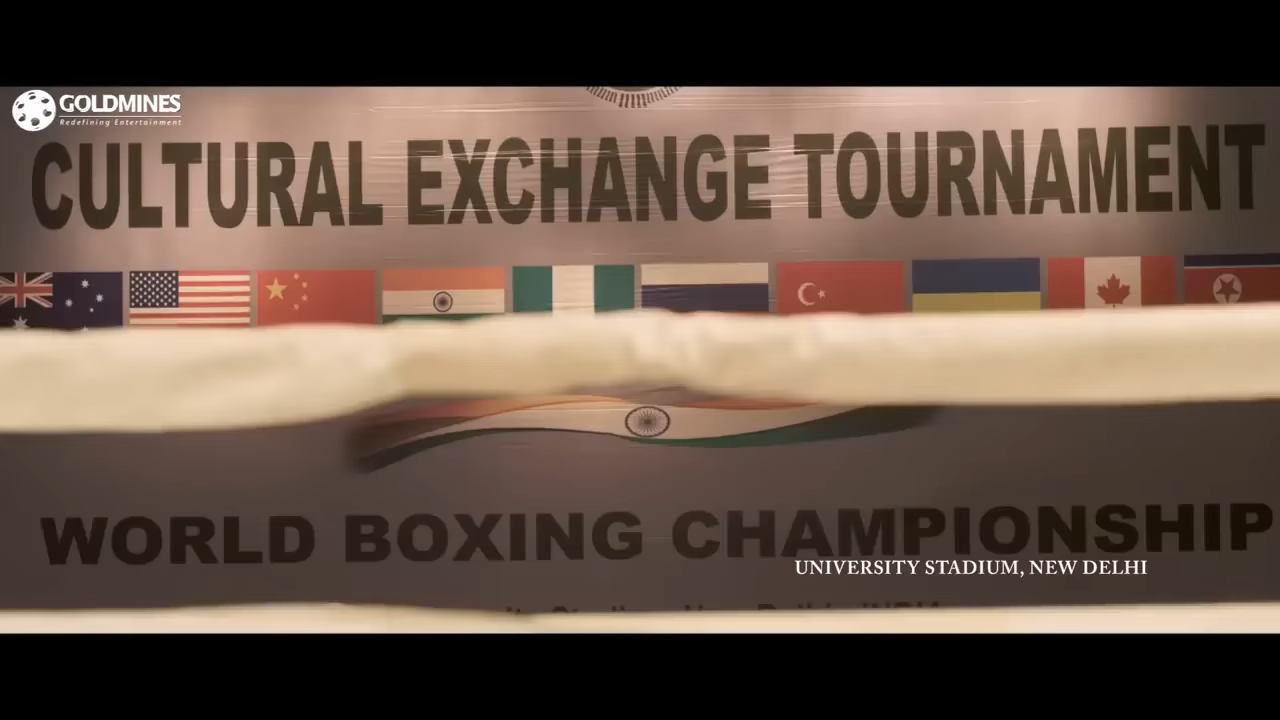 GOLDMINES
Redefining Entertainment
CULTURAL EXCHANGE TOURNAMENT
WORLD BOXING CHAMPIONSHIP
UNIVERSITY STADIUM, NEW DELHI